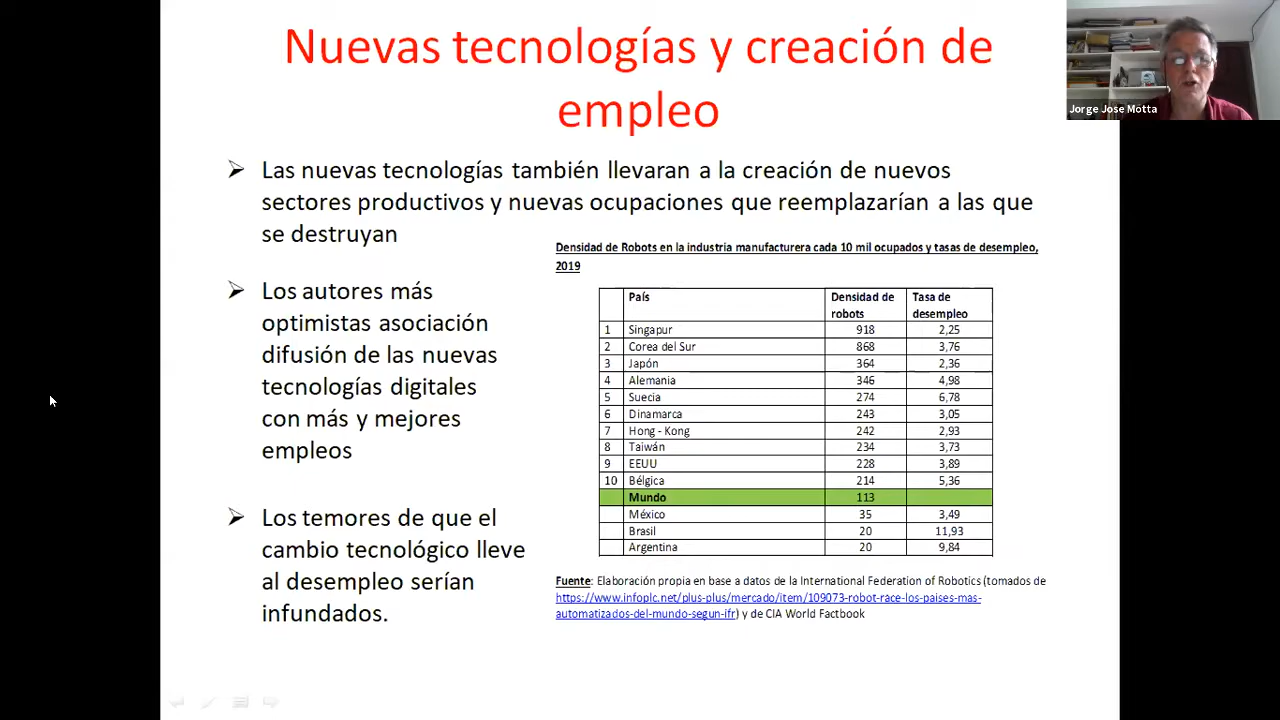 Nuevas tecnologías y creación de
empleo
Jorge Jose Motta
➢ Las nuevas tecnologías también llevaran a la creación de nuevos
sectores productivos y nuevas ocupaciones que reemplazarían a las que
se destruyan
➢ Los autores más
optimistas asociación
difusión de las nuevas
tecnologías digitales
con más y mejores
empleos
➢ Los temores de que el
cambio tecnológico lleve
al desempleo serían
infundados.
Densidad de Robots en la industria manufacturera cada 10 mil ocupados y tasas de desempleo,
2019
País Densidad de robots Tasa de desempleo
1 Singapur 918 2,25
2 Corea del Sur 868 3,76
3 Japón 364 2,36
4 Alemania 346 4,98
5 Suecia 274 6,78
6 Dinamarca 243 3,05
7 Hong - Kong 242 2,93
8 Taiwán 234 3,73
9 EEUU 228 3,89
10 Bélgica 214 5,36
Mundo 113
México 35 3,49
Brasil 20 11,93
Argentina 20 9,84
Fuente: Elaboración propia en base a datos de la International Federation of Robotics (tomados de
https://www.infoplc.net/plus-plus/mercado/item/109073-robot-race-los-paises-mas-
automatizados-del-mundo-segun-ifr) y de CIA World Factbook